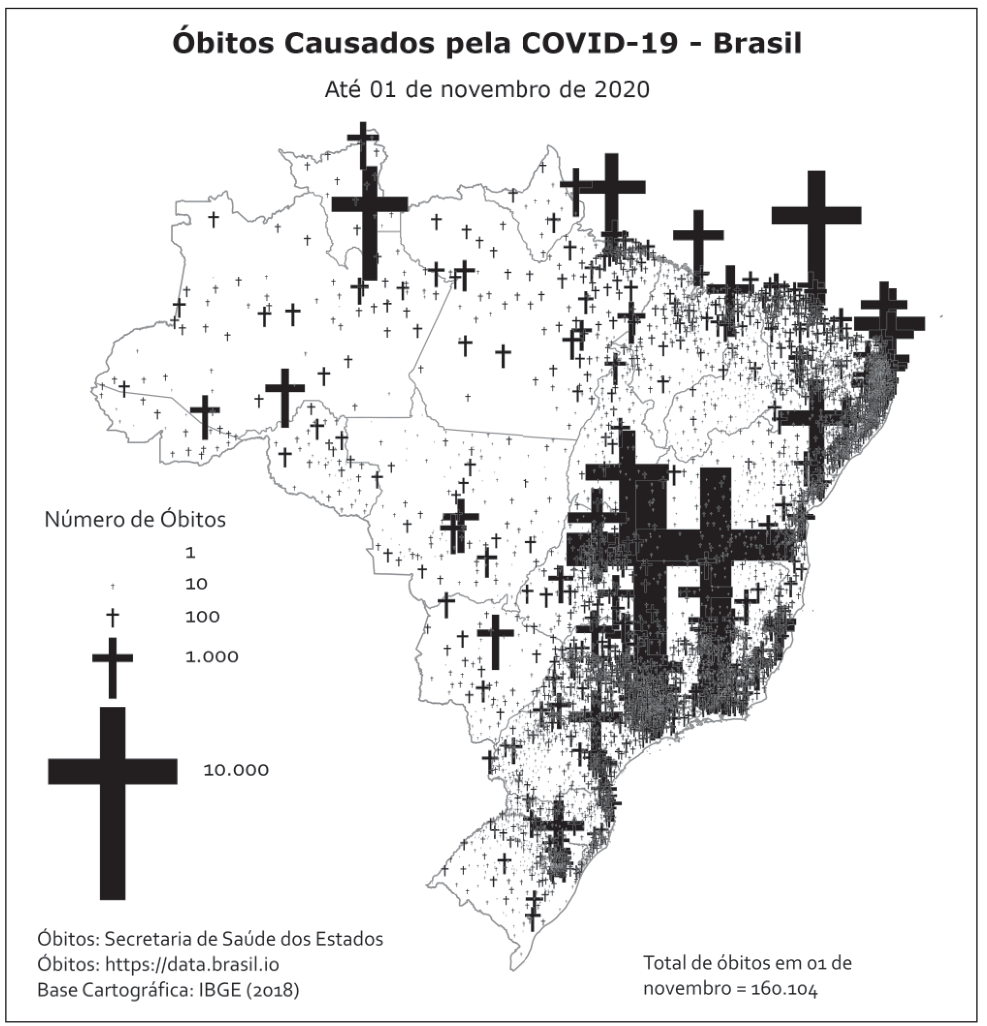 Óbitos Causados pela COVID-19 - Brasil
Até 01 de novembro de 2020
Número de Óbitos
1
10
100
1.000
10.000
Óbitos: Secretaria de Saúde dos Estados
Óbitos: https://data.brasil.io
Base Cartográfica: IBGE (2018)
Total de óbitos em 01 de
novembro = 160.104